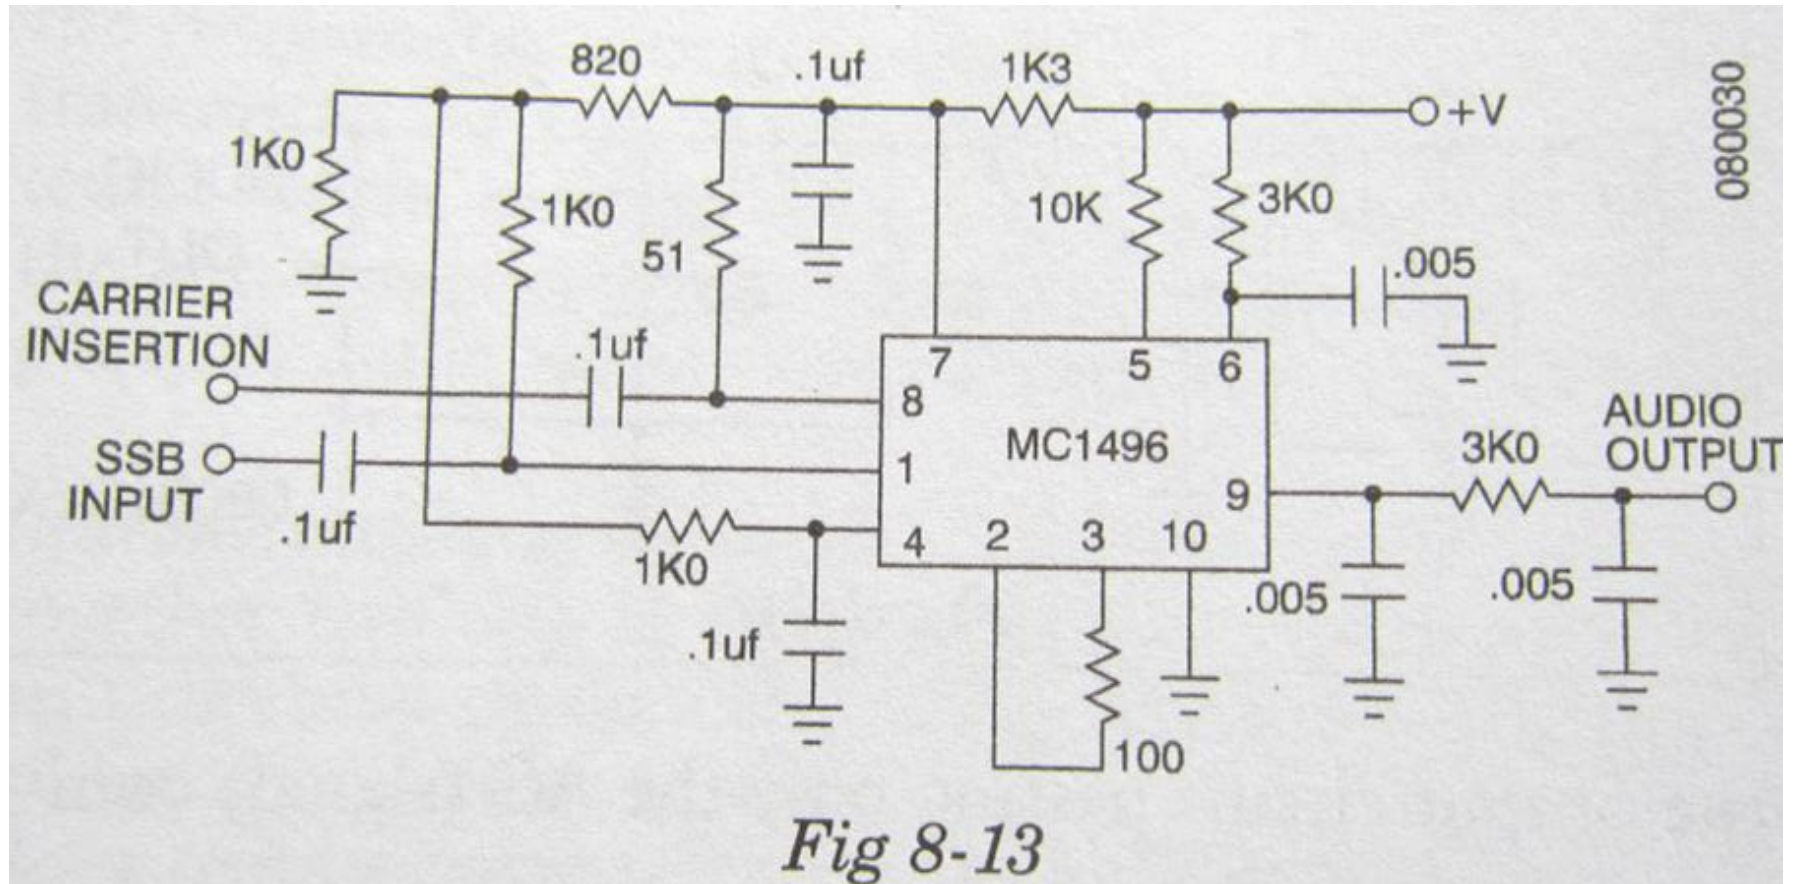 820
.1uf
1K3
+V
080030
1K0
1K0
51
10K
3K0
.005
CARRIER
INSERTION
.1uf
7
5
6
8
SSB
INPUT
.1uf
1
MC1496
9
3K0
AUDIO
OUTPUT
4
2
3
10
1K0
.1uf
.005
.005
100
Fig 8-13